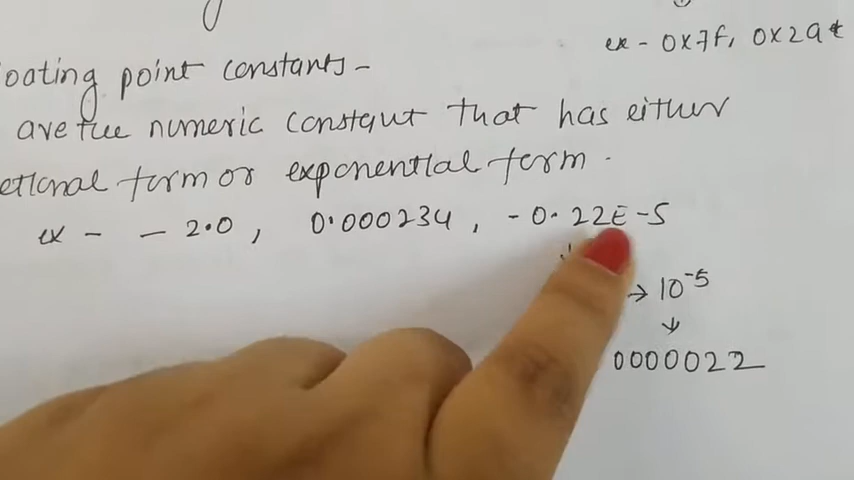 ex - 0x7f, 0x2a
oating point constants -
are the numeric constant that has either
ctional form or exponential form.
ex - - 2.0, 0.000234, - 0.22E-5
→ 10⁻⁵
↓
0000022